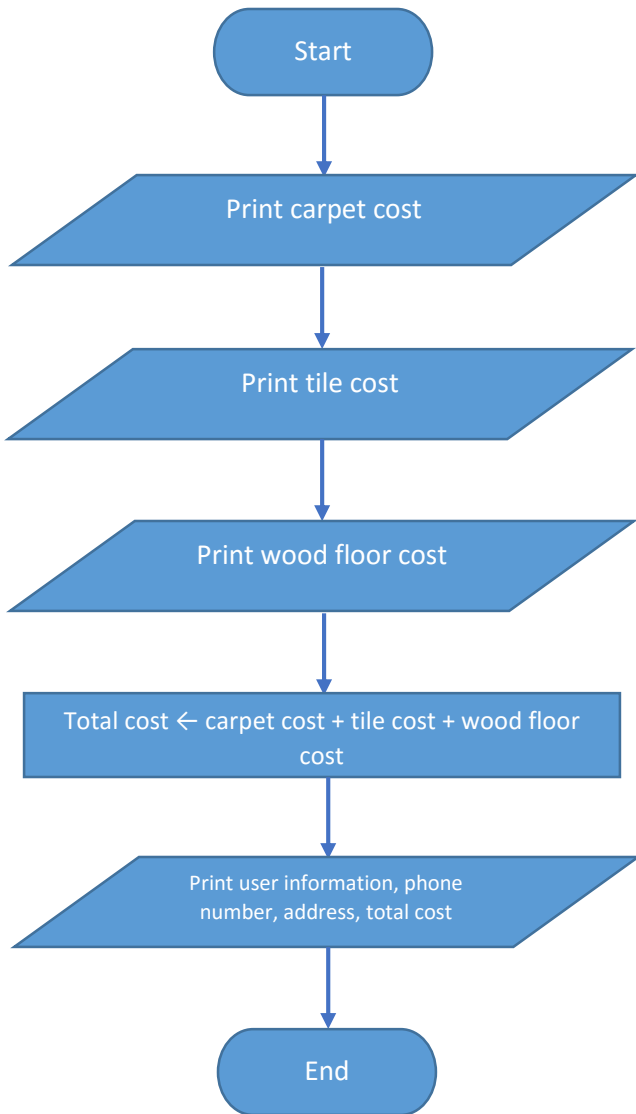 Start
Print carpet cost
Print tile cost
Print wood floor cost
Total cost ← carpet cost + tile cost + wood floor
cost
Print user information, phone
number, address, total cost
End